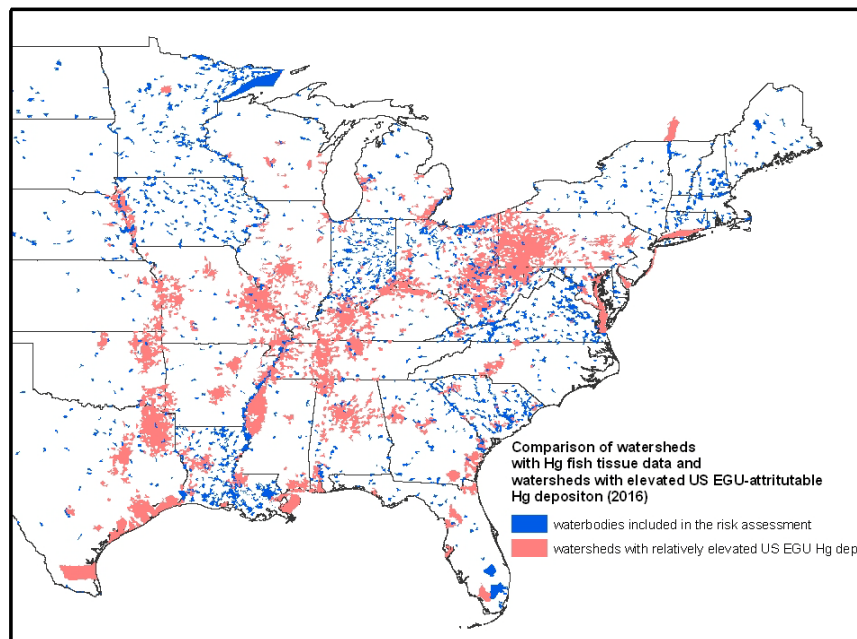 Comparison of watersheds
with Hg fish tissue data and
watersheds with elevated US EGU-attritutable
Hg depositon (2016)
waterbodies included in the risk assessment
watersheds with relatively elevated US EGU Hg dep